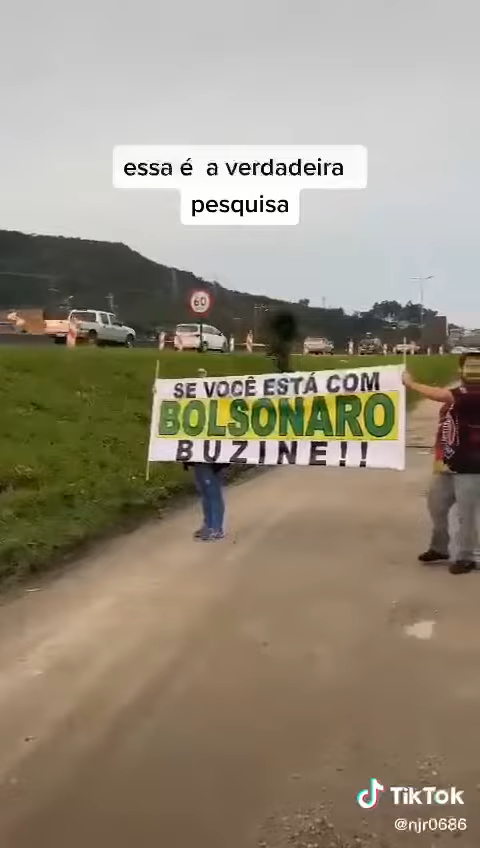 essa é a verdadeira
pesquisa
60
SE VOCÊ ESTÁ COM
BOLSONARO
BUZINE!!
TikTok
@njr0686